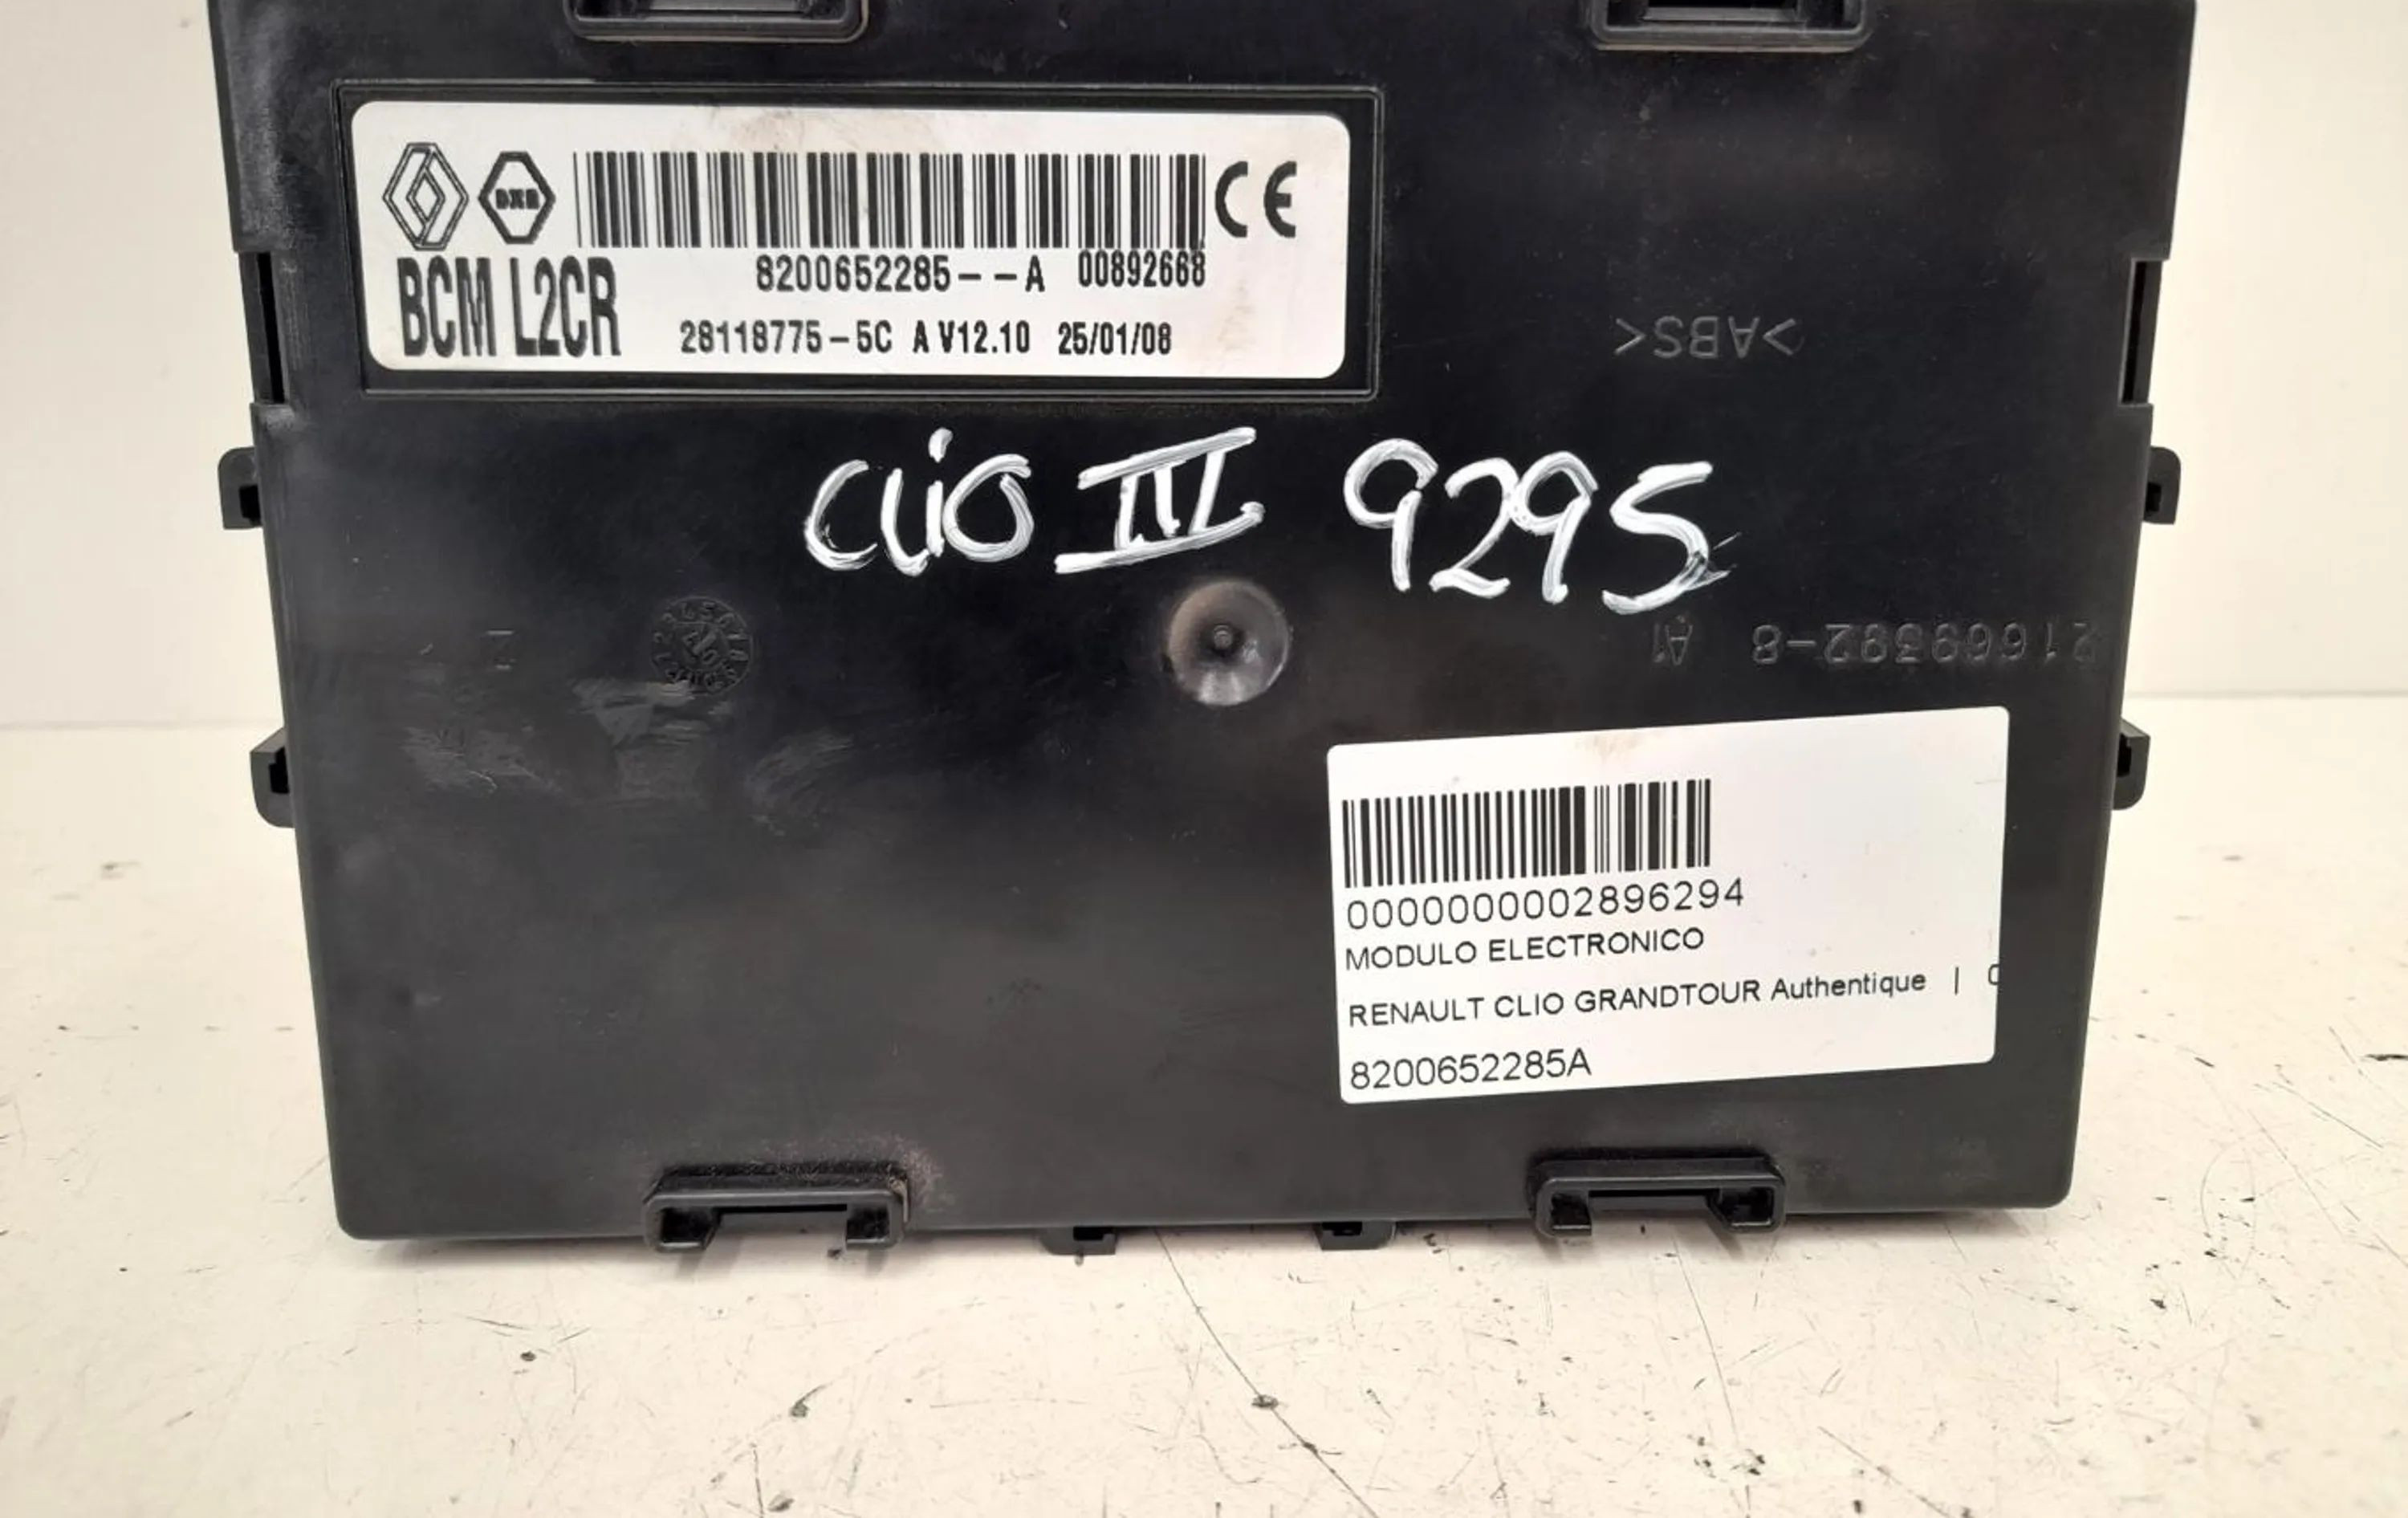 CE
BCM L2CR
8200652285--A 00892668
28118775-5C A V12.10 25/01/08
>ABS<
CLiO III 9295
21669392-8 A1
0000000002896294
MODULO ELECTRONICO
RENAULT CLIO GRANDTOUR Authentique |
8200652285A